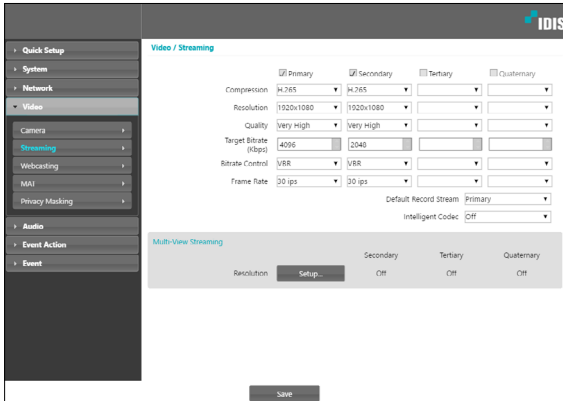 IDIS
Quick Setup
System
Network
Video
Camera
Streaming
Webcasting
MAT
Privacy Masking
Audio
Event Action
Event
Video / Streaming
Primary Secondary Tertiary Quaternary
Compression H.265 H.265
Resolution 1920x1080 1920x1080
Quality Very High Very High
Target Bitrate
(Kbps) 4096 2048
Bitrate Control VBR VBR
Frame Rate 30 ips 30 ips
Default Record Stream Primary
Intelligent Codec Off
Multi-View Streaming
Secondary Tertiary Quaternary
Resolution Setup... Off Off Off
Save